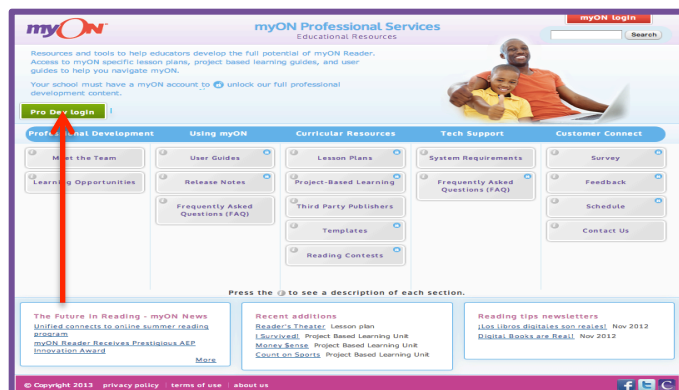 myON
myON Professional Services
Educational Resources
myON login
Search
Resources and tools to help educators develop the full potential of myON Reader.
Access to myON specific lesson plans, project based learning guides, and user
guides to help you navigate myON.
Your school must have a myON account to unlock our full professional
development content.
Pro Dev login
Professional Development
Using myON
Curricular Resources
Tech Support
Customer Connect
Meet the Team
User Guides
Lesson Plans
System Requirements
Survey
Learning Opportunities
Release Notes
Project-Based Learning
Frequently Asked
Questions (FAQ)
Feedback
Frequently Asked
Questions (FAQ)
Third Party Publishers
Schedule
Templates
Contact Us
Reading Contests
Press the to see a description of each section.
The Future in Reading - myON News
Unified connects to online summer reading
program
myON Reader Receives Prestigious AEP
Innovation Award
More
Recent additions
Reader's Theater Lesson plan
I Survived! Project Based Learning Unit
Money $ense Project Based Learning Unit
Count on Sports Project Based Learning Unit
Reading tips newsletters
¡Los libros digitales son reales! Nov 2012
Digital Books are Real! Nov 2012
© Copyright 2013 privacy policy | terms of use | about us